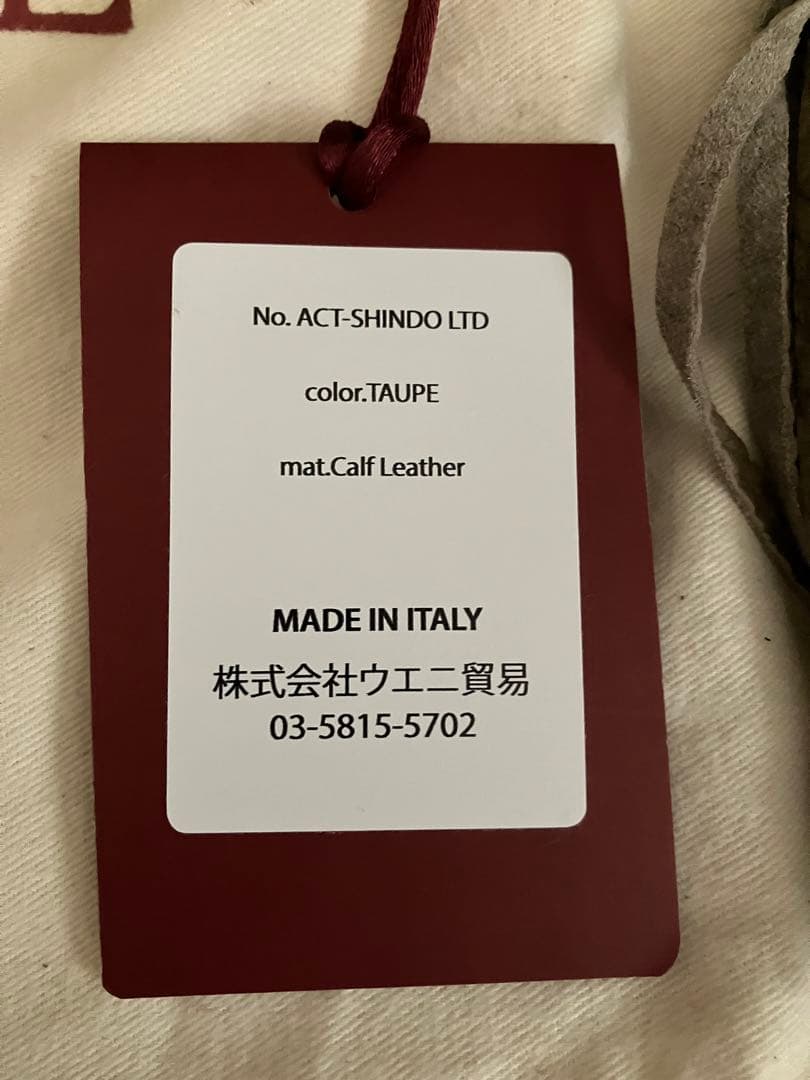 No. ACT-SHINDO LTD
color.TAUPE
mat.Calf Leather
MADE IN ITALY
株式会社ウエニ貿易
03-5815-5702